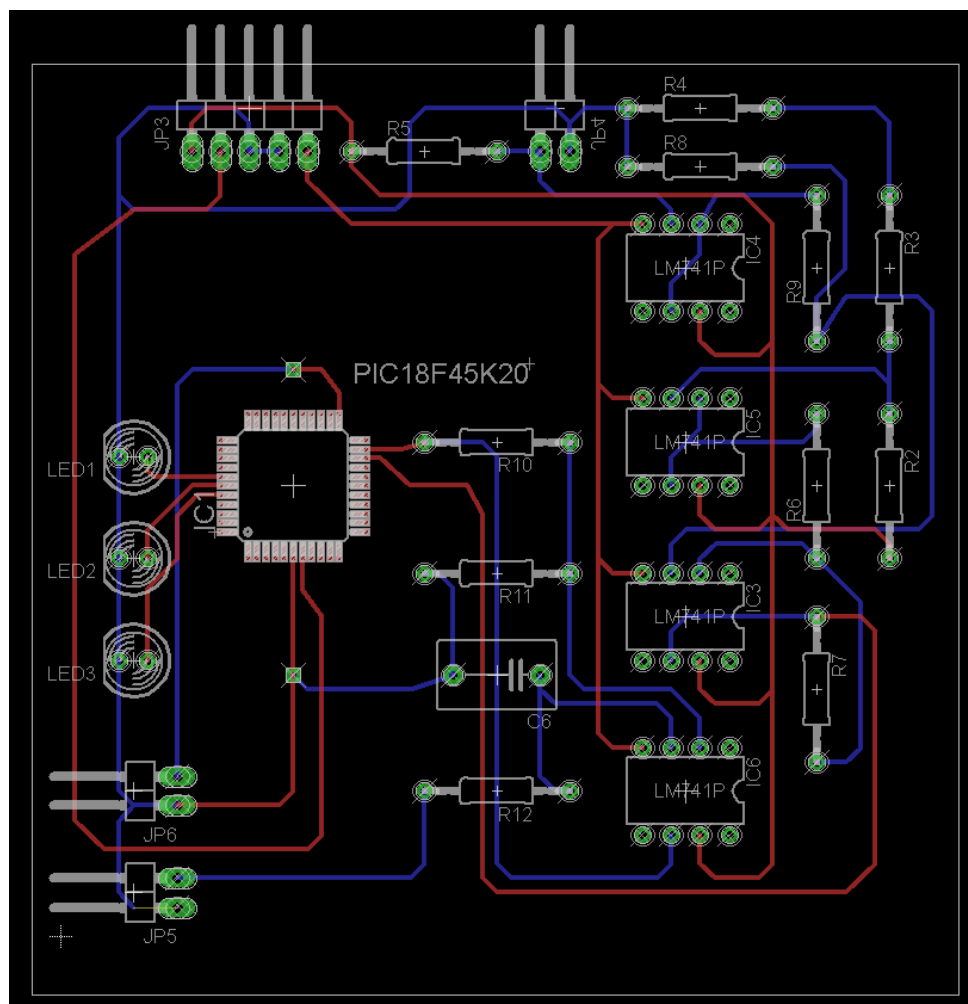 JP3
R5
JP4
R4
R8
LM741P
IC4
R9
R3
PIC18F45K20
LM741P
IC5
LED1
IC1
R10
R6
R2
LED2
R11
LM741P
IC3
LED3
R7
C6
LM741P
IC6
R12
JP6
JP5